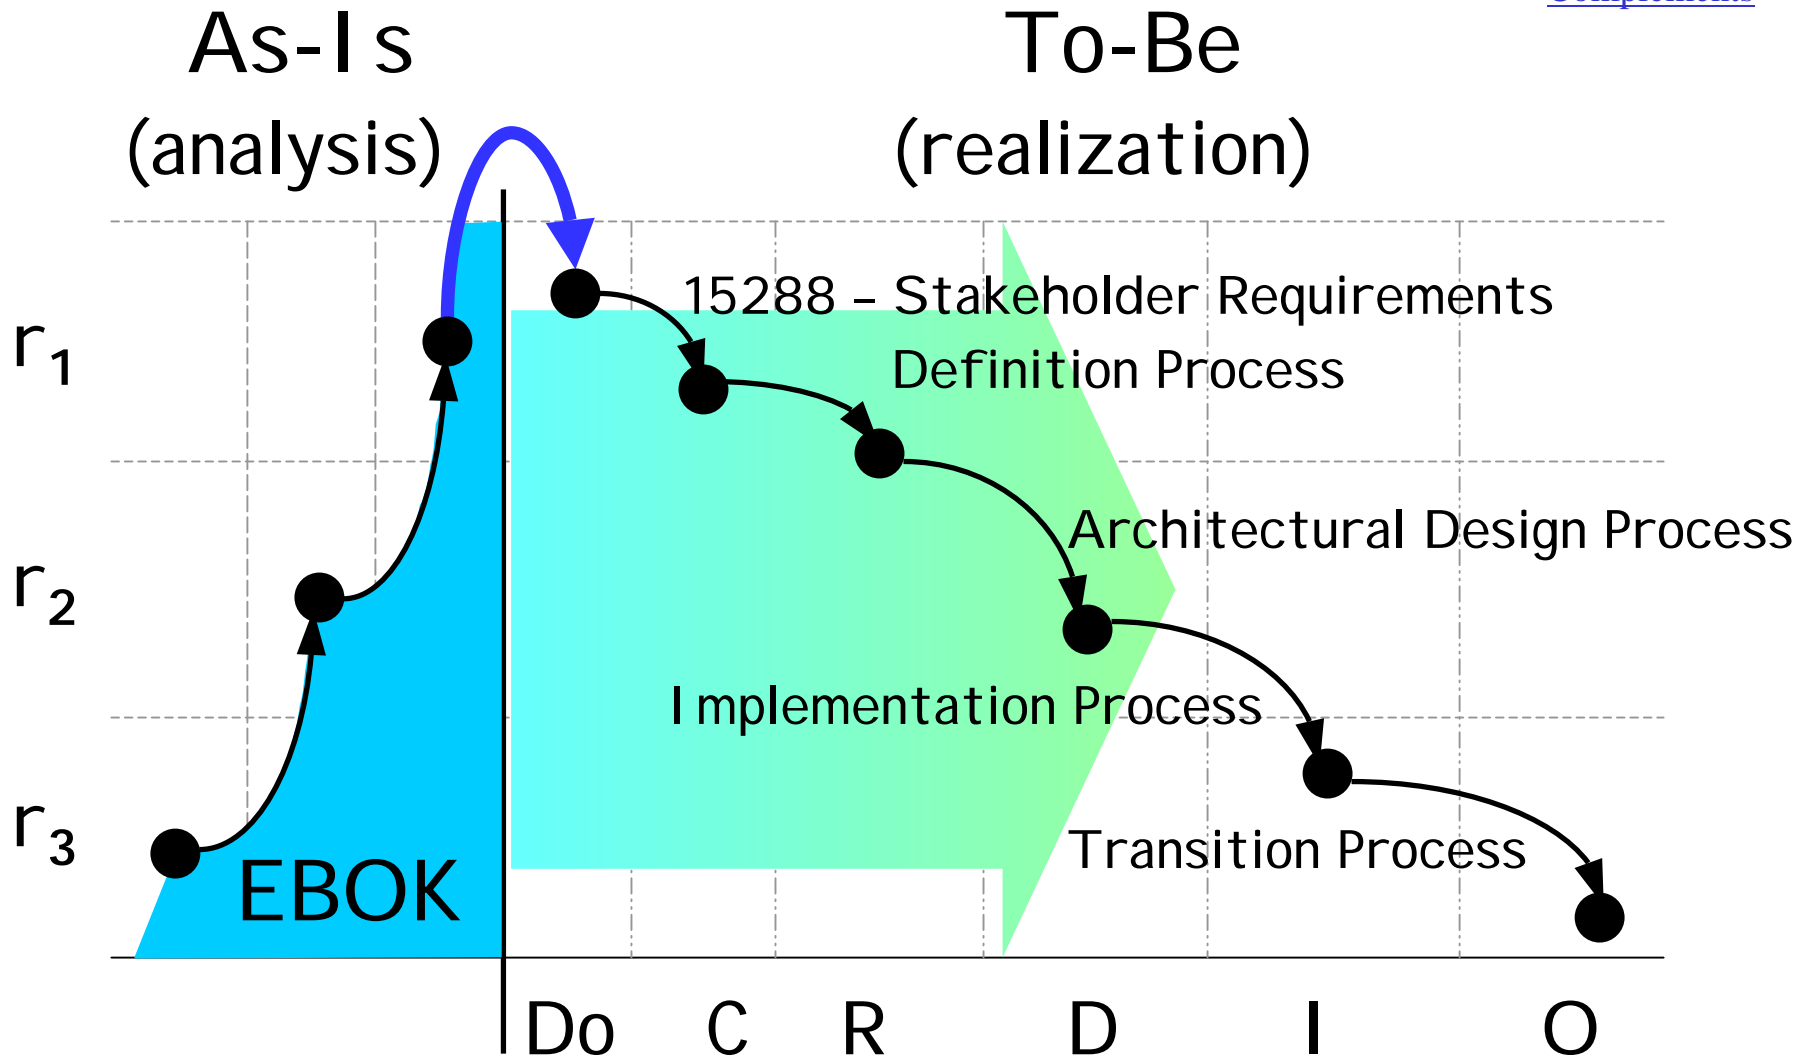 Complements
As-Is
To-Be
(analysis)
(realization)
15288 – Stakeholder Requirements
Definition Process
r1
Architectural Design Process
r2
Implementation Process
r3
Transition Process
EBOK
Do C R D I O